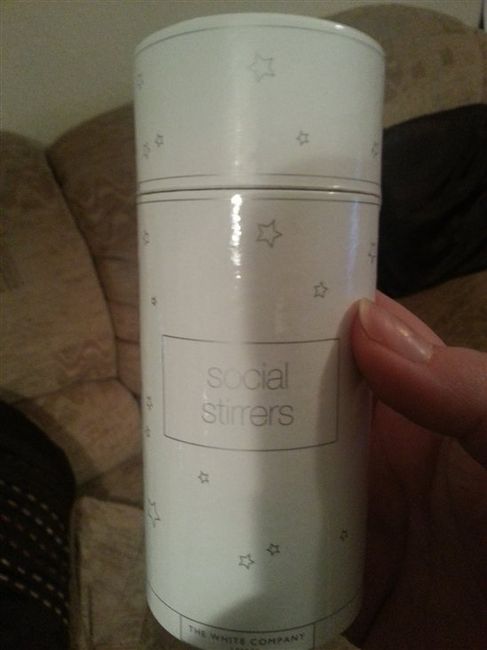 social
stirrers
THE WHITE COMPANY